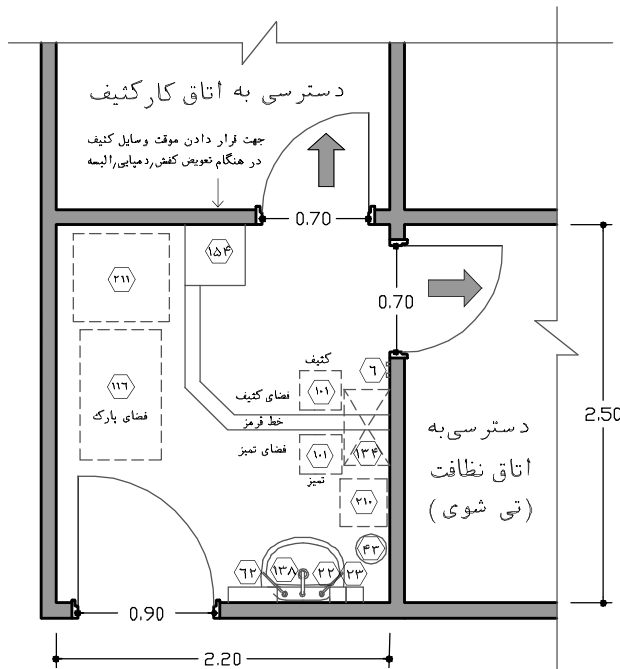 دسترسی به اتاق کارکثیف
جهت قرار دادن موقت وسایل کثیف
در هنگام تعویض کفش/دمپایی/البسه
0.70
۱۵۴
۲۱۱
0.70
۶
کثیف
۱۱۶
۱۰۱
فضای کثیف
فضای پارک
خط قرمز
2.50
دسترسی به
اتاق نظافت
(تی شوی)
فضای تمیز
۱۰۱
۱۳۴
تمیز
۲۱۰
۴۳
۶۲
۱۳۸
۲۲
۲۳
0.90
2.20